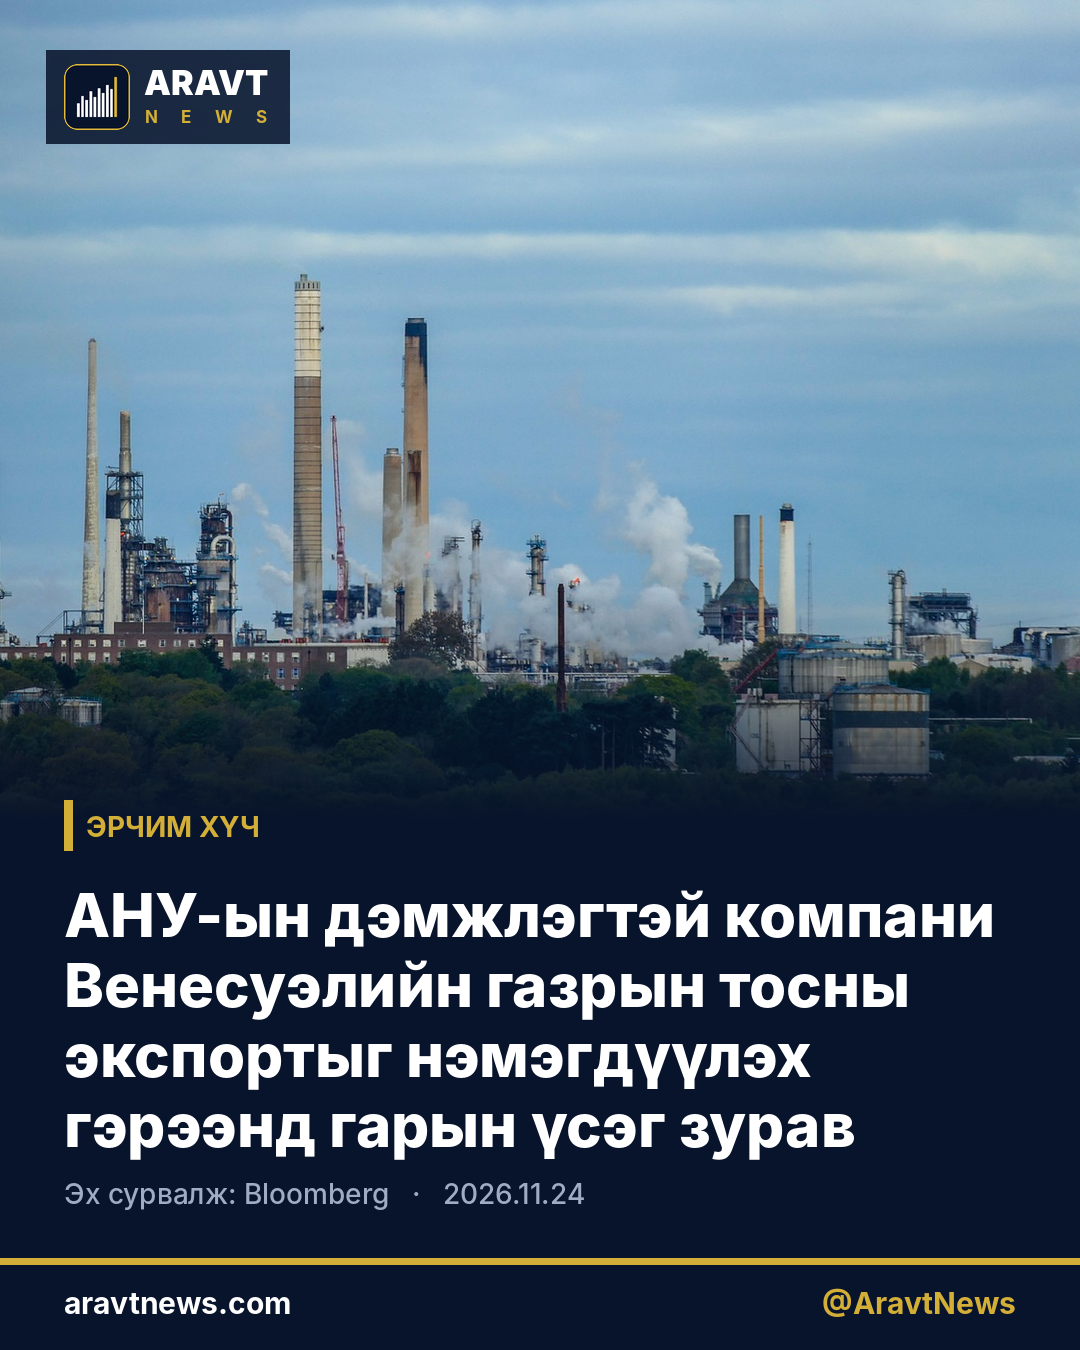 ARAVT
NEWS
ЭРЧИМ ХҮЧ
АНУ-ын дэмжлэгтэй компани
Венесуэлийн газрын тосны
экспортыг нэмэгдүүлэх
гэрээнд гарын үсэг зурав
Эх сурвалж: Bloomberg · 2026.11.24
aravtnews.com
@AravtNews